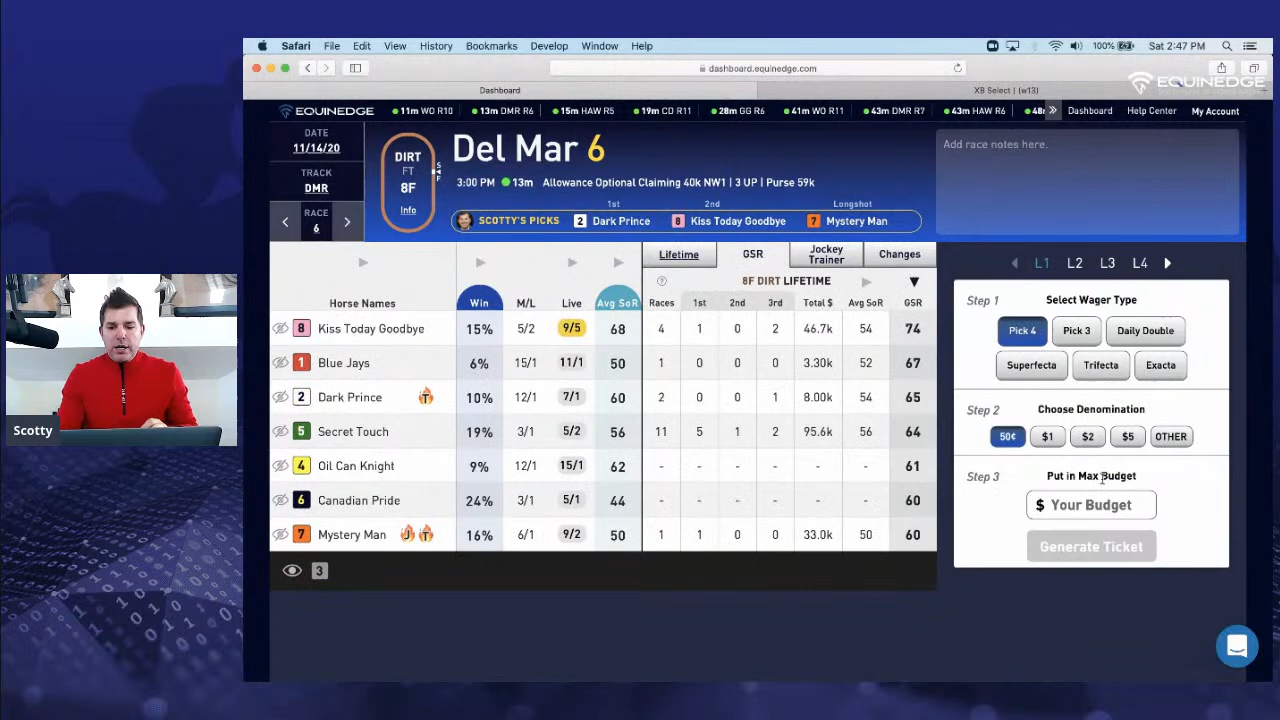 Safari File Edit View History Bookmarks Develop Window Help 100% Sat 2:47 PM
dashboard.equinedge.com
Dashboard XB Select | (w13)
EQUINEDGE
EQUINEDGE 11m WO R10 13m DMR R6 15m HAW R5 19m CD R11 28m GG R6 41m WO R11 43m DMR R7 43m HAW R6 48m Dashboard Help Center My Account
DATE
11/14/20
TRACK
DMR
RACE
6
DIRT
FT
8F
Info
Del Mar 6
3:00 PM 13m Allowance Optional Claiming 40k NW1 | 3 UP | Purse 59k
1st 2nd Longshot
SCOTTY'S PICKS 2 Dark Prince 8 Kiss Today Goodbye 7 Mystery Man
Add race notes here.
Lifetime GSR Jockey Trainer Changes
8F DIRT LIFETIME
Horse Names Win M/L Live Avg SoR Races 1st 2nd 3rd Total $ Avg SoR GSR
8 Kiss Today Goodbye 15% 5/2 9/5 68 4 1 0 2 46.7k 54 74
1 Blue Jays 6% 15/1 11/1 50 1 0 0 0 3.30k 52 67
2 Dark Prince T 10% 12/1 7/1 60 2 0 0 1 8.00k 54 65
5 Secret Touch 19% 3/1 5/2 56 11 5 1 2 95.6k 56 64
4 Oil Can Knight 9% 12/1 15/1 62 - - - - - - 61
6 Canadian Pride 24% 3/1 5/1 44 - - - - - - 60
7 Mystery Man J T 16% 6/1 9/2 50 1 1 0 0 33.0k 50 60
3
L1 L2 L3 L4
Step 1 Select Wager Type
Pick 4 Pick 3 Daily Double
Superfecta Trifecta Exacta
Step 2 Choose Denomination
50¢ $1 $2 $5 OTHER
Step 3 Put in Max Budget
$ Your Budget
Generate Ticket
Scotty